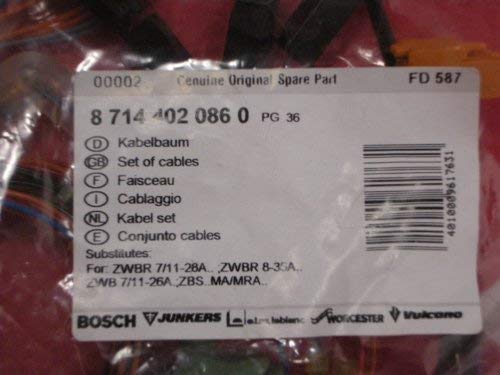 00002 Genuine Original Spare Part FD 587
8 714 402 086 0 PG 36
D Kabelbaum
GB Set of cables
F Faisceau
I Cablaggio
NL Kabel set
E Conjunto cables
4010009617631
Substitutes:
For: ZWBR 7/11-28A.. ;ZWBR 8-35A..
ZWB 7/11-26A.. ;ZBS..MA/MRA..
BOSCH JUNKERS e.l.m. leblanc WORCESTER Vulcano